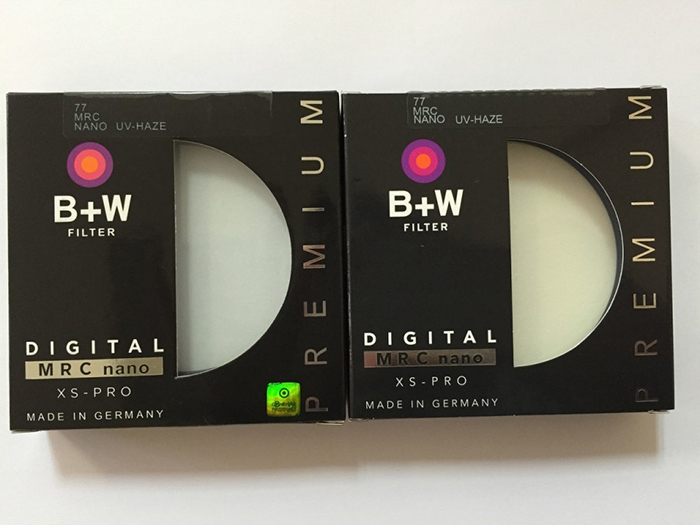 77
MRC
NANO UV-HAZE
B+W
FILTER
DIGITAL
MRC nano
XS-PRO
MADE IN GERMANY
PREMIUM
77
MRC
NANO UV-HAZE
B+W
FILTER
DIGITAL
MRC nano
XS-PRO
MADE IN GERMANY
PREMIUM